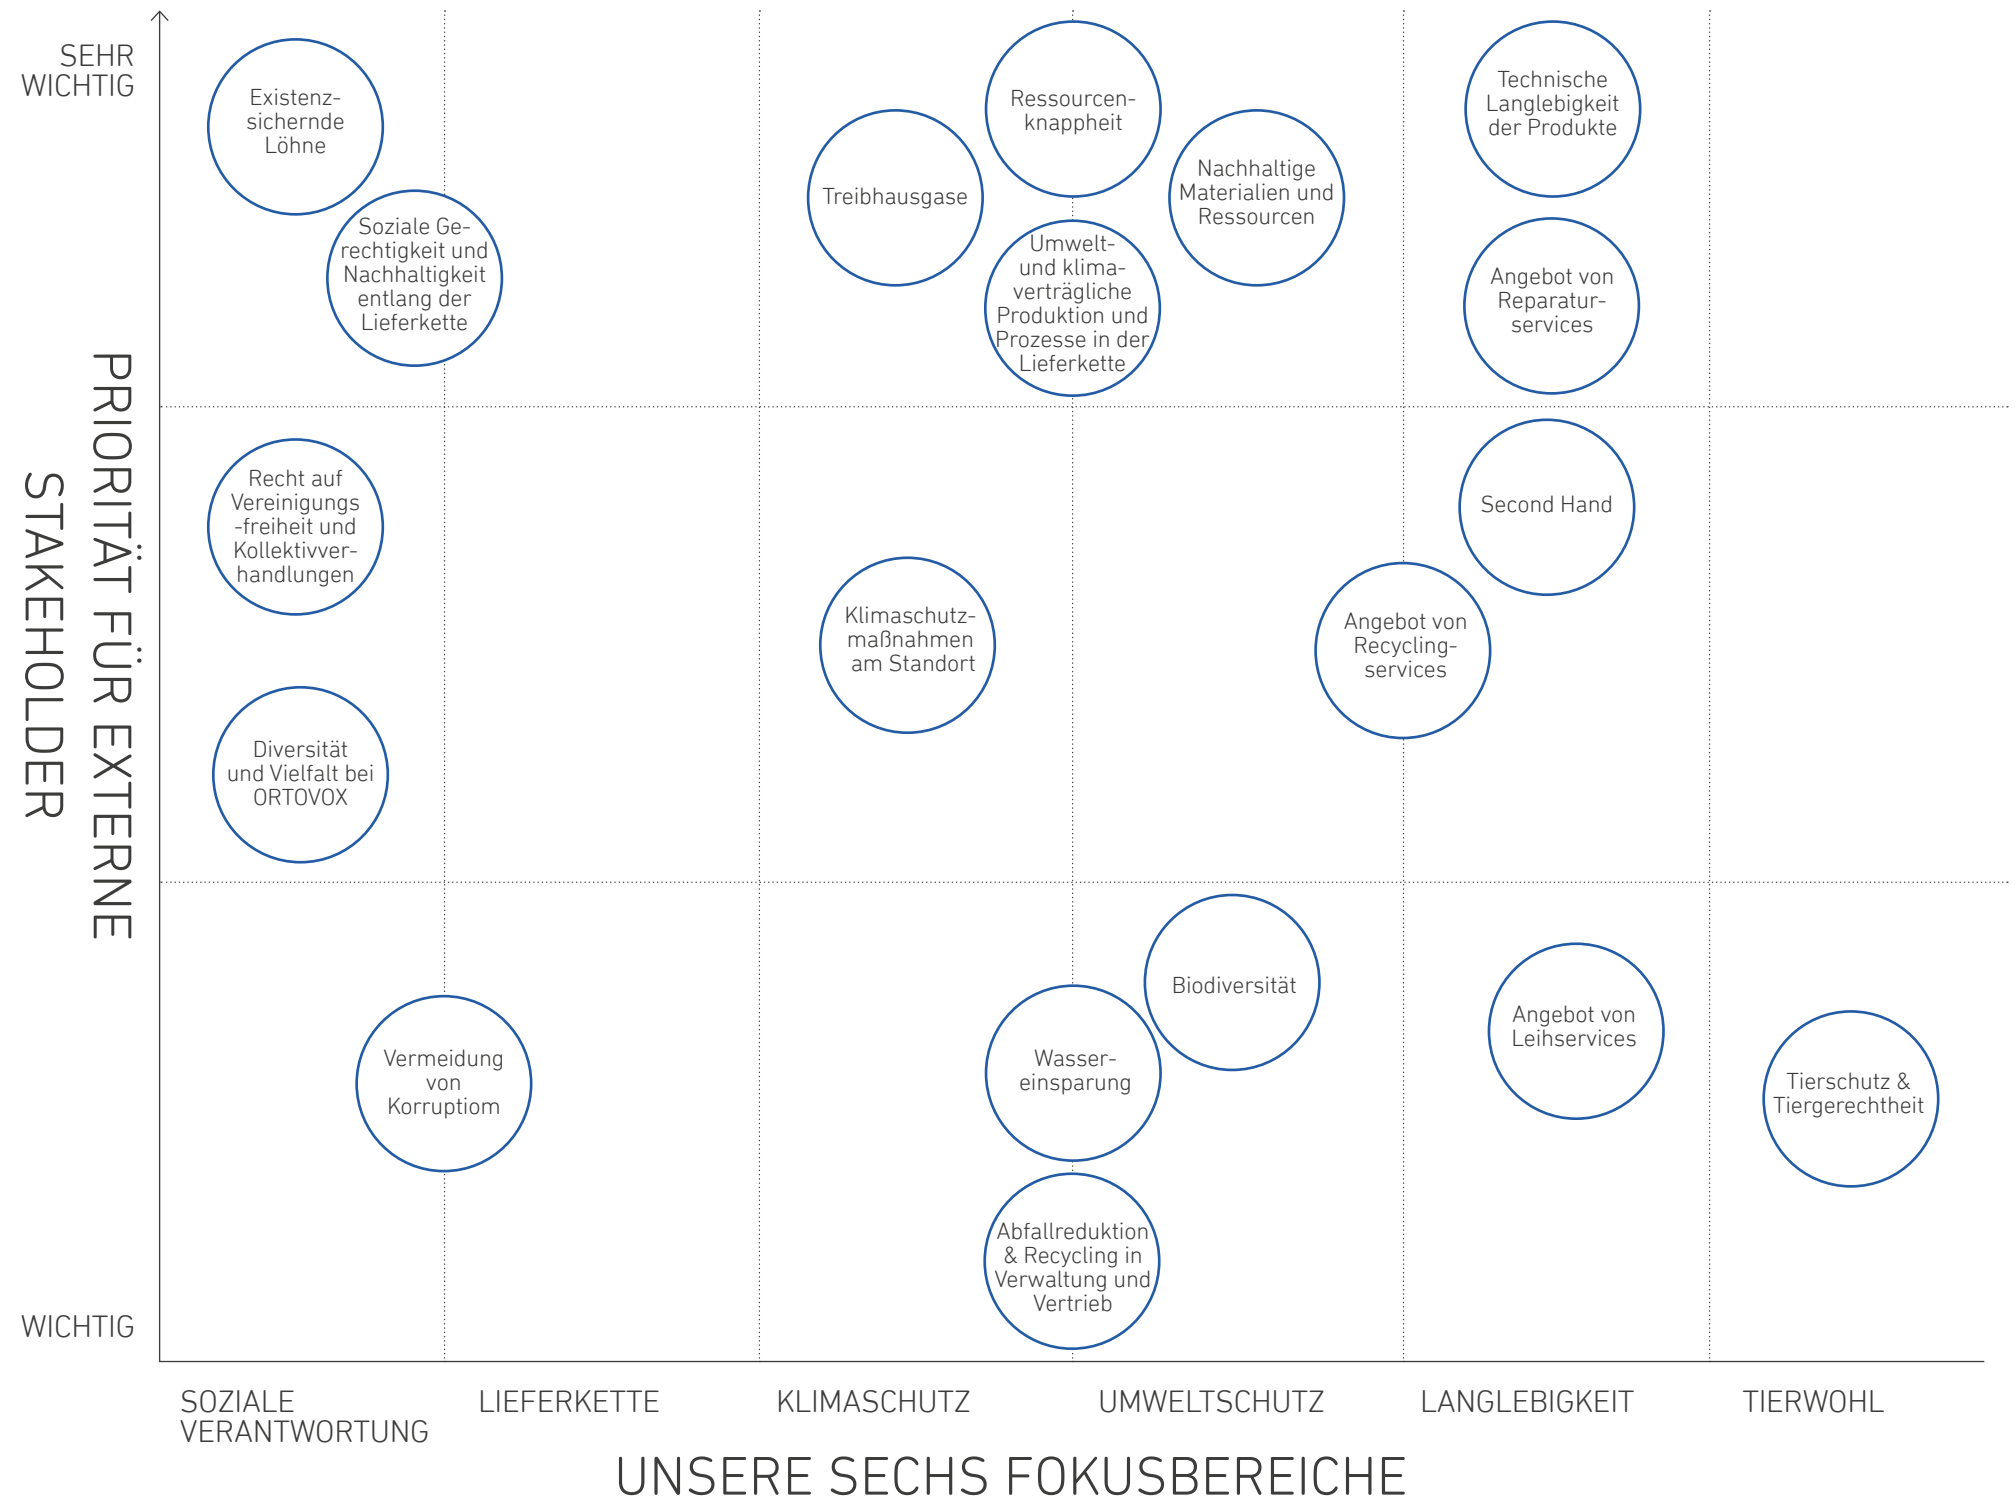 SEHR
WICHTIG
Existenz-
sichernde
Löhne
Soziale Ge-
rechtigkeit und
Nachhaltigkeit
entlang der
Lieferkette
Treibhausgase
Ressourcen-
knappheit
Umwelt-
und klima-
verträgliche
Produktion und
Prozesse in der
Lieferkette
Nachhaltige
Materialien und
Ressourcen
Technische
Langlebigkeit
der Produkte
Angebot von
Reparatur-
services
PRIORITÄT FÜR EXTERNE
STAKEHOLDER
Recht auf
Vereinigungs
-freiheit und
Kollektivver-
handlungen
Diversität
und Vielfalt bei
ORTOVOX
Klimaschutz-
maßnahmen
am Standort
Second Hand
Angebot von
Recycling-
services
Vermeidung
von
Korruptiom
Biodiversität
Wasser-
einsparung
Abfallreduktion
& Recycling in
Verwaltung und
Vertrieb
Angebot von
Leihservices
Tierschutz &
Tiergerechtheit
WICHTIG
SOZIALE
VERANTWORTUNG
LIEFERKETTE
KLIMASCHUTZ
UMWELTSCHUTZ
LANGLEBIGKEIT
TIERWOHL
UNSERE SECHS FOKUSBEREICHE